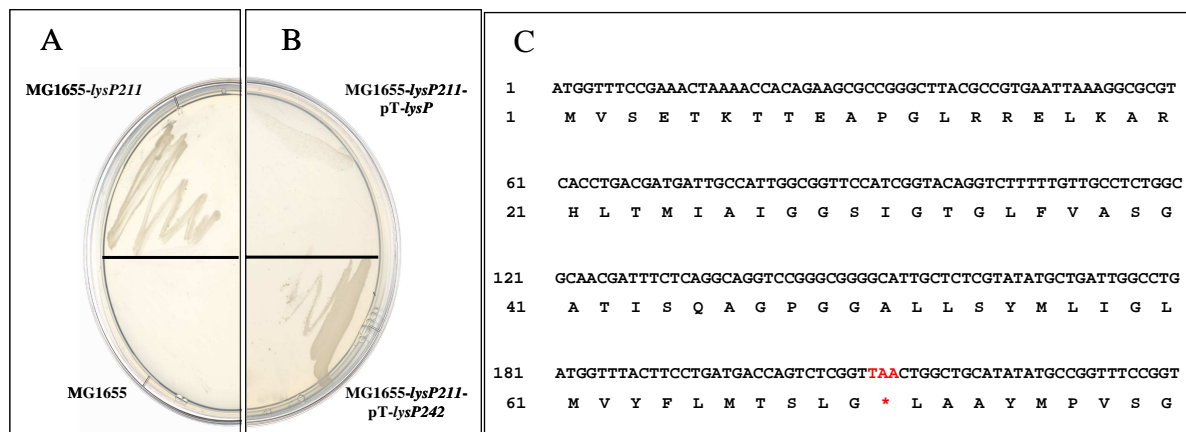 A
MG1655-lysP211
MG1655
B
MG1655-lysP211-
pT-lysP
MG1655-lysP211-
pT-lysP242
C
1 ATGGTTTCCGAAACTAAAACCACAGAAGCGCCGGGCTTACGCCGTGAATTAAAGGCGCGT
1 M V S E T K T T E A P G L R R E L K A R
61 CACCTGACGATGATTGCCATTGGCGGTTCCATCGGTACAGGTCTTTTTGTTGCCTCTGGC
21 H L T M I A I G G S I G T G L F V A S G
121 GCAACGATTTCTCAGGCAGGTCCGGGCGGGGCATTGCTCTCGTATATGCTGATTGGCCTG
41 A T I S Q A G P G G A L L S Y M L I G L
181 ATGGTTTACTTCCTGATGACCAGTCTCGGTTAACTGGCTGCATATATGCCGGTTTCCGGT
61 M V Y F L M T S L G * L A A Y M P V S G